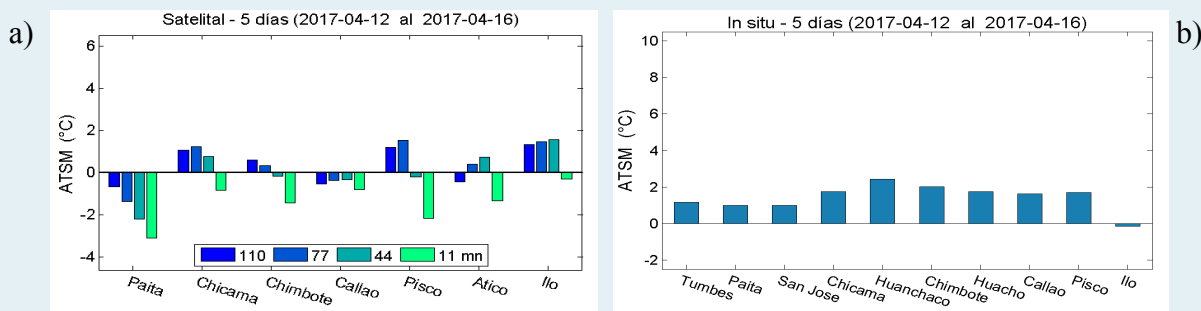 a)
Satelital - 5 días (2017-04-12 al 2017-04-16)
ATSM (°C)
6
4
2
0
-2
-4
110 77 44 11 mn
Paita Chicama Chimbote Callao Pisco Atico Ilo
b)
In situ - 5 días (2017-04-12 al 2017-04-16)
ATSM (°C)
10
8
6
4
2
0
-2
Tumbes Paita San Jose Chicama Huanchaco Chimbote Huacho Callao Pisco Ilo